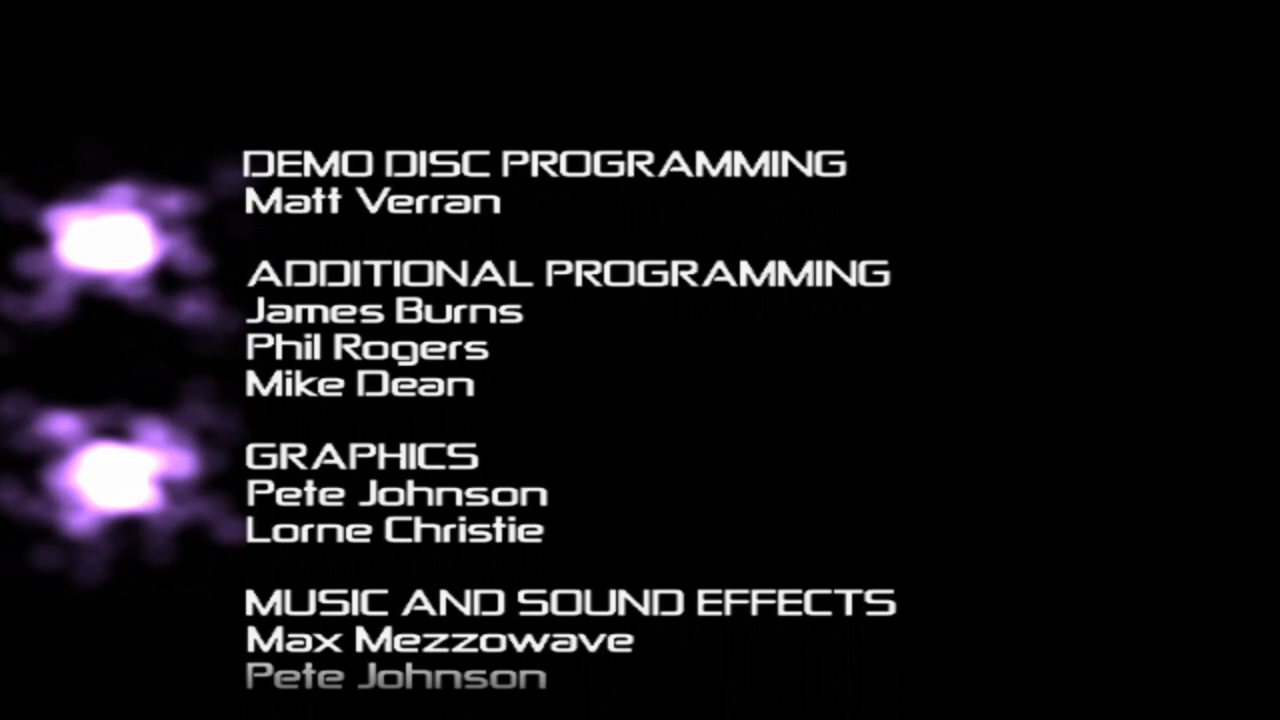 DEMO DISC PROGRAMMING
Matt Verran
ADDITIONAL PROGRAMMING
James Burns
Phil Rogers
Mike Dean
GRAPHICS
Pete Johnson
Lorne Christie
MUSIC AND SOUND EFFECTS
Max Mezzowave
Pete Johnson